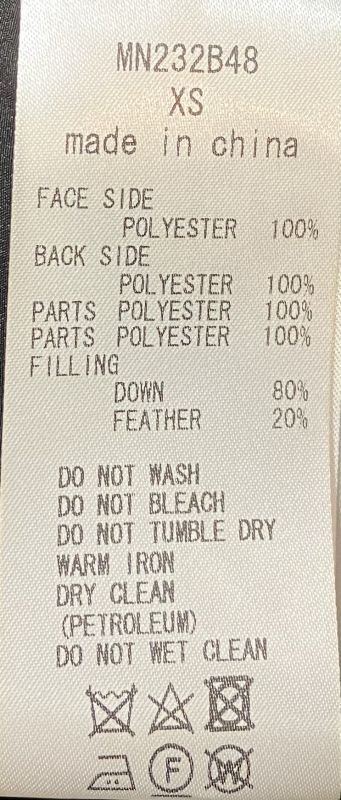 MN232B48
XS
made in china
FACE SIDE
POLYESTER 100%
BACK SIDE
POLYESTER 100%
PARTS POLYESTER 100%
PARTS POLYESTER 100%
FILLING
DOWN 80%
FEATHER 20%
DO NOT WASH
DO NOT BLEACH
DO NOT TUMBLE DRY
WARM IRON
DRY CLEAN
(PETROLEUM)
DO NOT WET CLEAN
F W